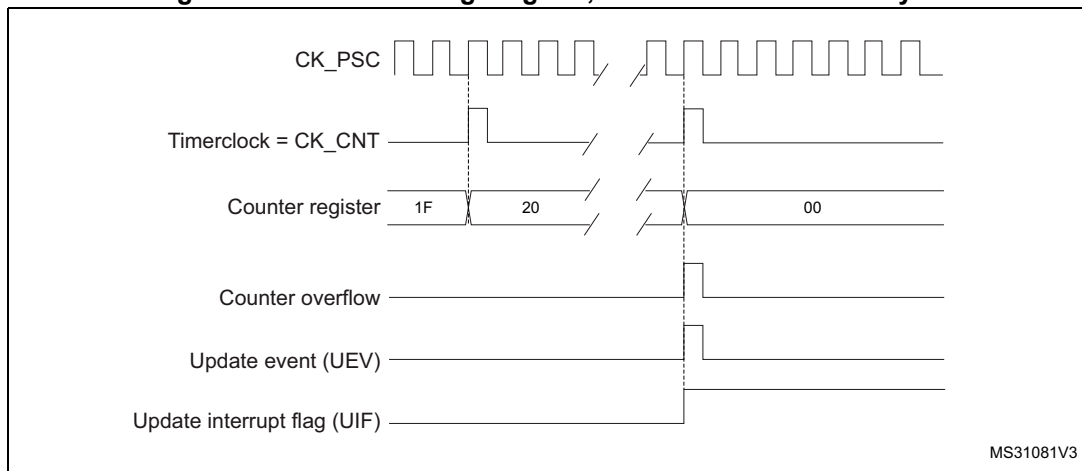 CK_PSC
Timerclock = CK_CNT
Counter register
1F
20
00
Counter overflow
Update event (UEV)
Update interrupt flag (UIF)
MS31081V3